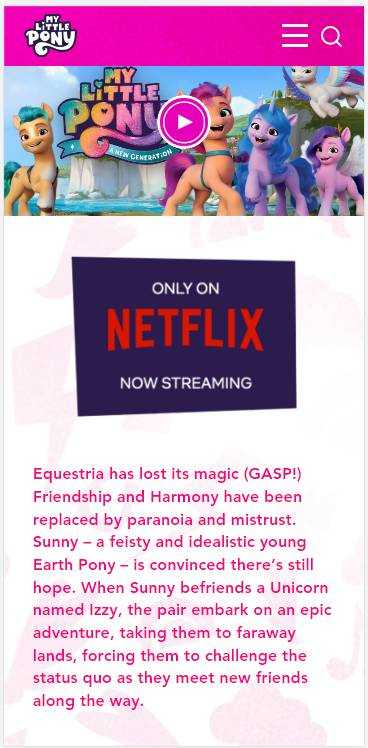 MY
LITTLE
PONY
MY
LITTLE
PONY
A NEW GENERATION
ONLY ON
NETFLIX
NOW STREAMING
Equestria has lost its magic (GASP!)
Friendship and Harmony have been
replaced by paranoia and mistrust.
Sunny – a feisty and idealistic young
Earth Pony – is convinced there’s still
hope. When Sunny befriends a Unicorn
named Izzy, the pair embark on an epic
adventure, taking them to faraway
lands, forcing them to challenge the
status quo as they meet new friends
along the way.